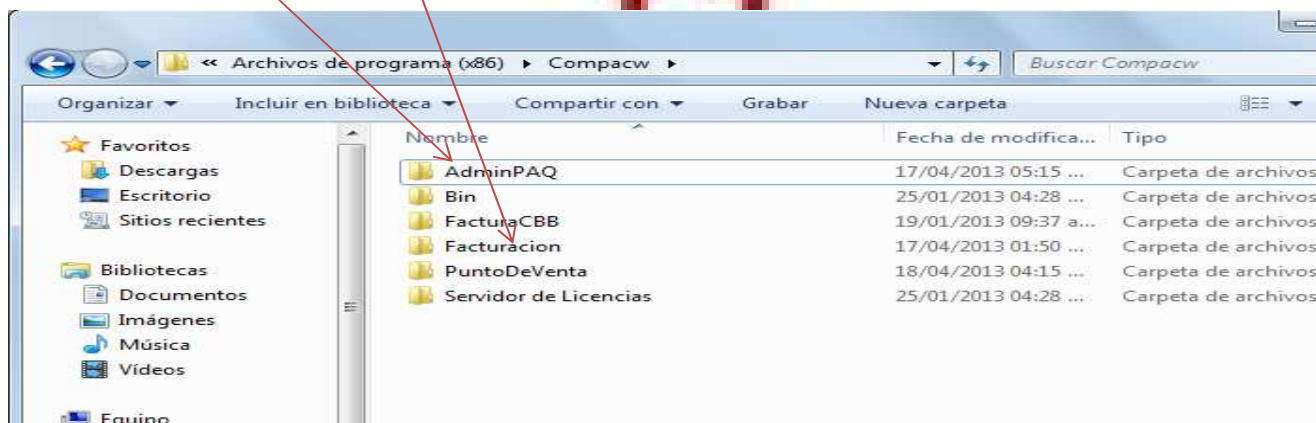 « Archivos de programa (x86) ▸ Compacw ▸ Buscar Compacw
Organizar Incluir en biblioteca Compartir con Grabar Nueva carpeta
Favoritos
Descargas
Escritorio
Sitios recientes
Bibliotecas
Documentos
Imágenes
Música
Vídeos
Equipo
Nombre Fecha de modifica... Tipo
AdminPAQ 17/04/2013 05:15 ... Carpeta de archivos
Bin 25/01/2013 04:28 ... Carpeta de archivos
FacturaCBB 19/01/2013 09:37 a... Carpeta de archivos
Facturacion 17/04/2013 01:50 ... Carpeta de archivos
PuntoDeVenta 18/04/2013 04:15 ... Carpeta de archivos
Servidor de Licencias 25/01/2013 04:28 ... Carpeta de archivos